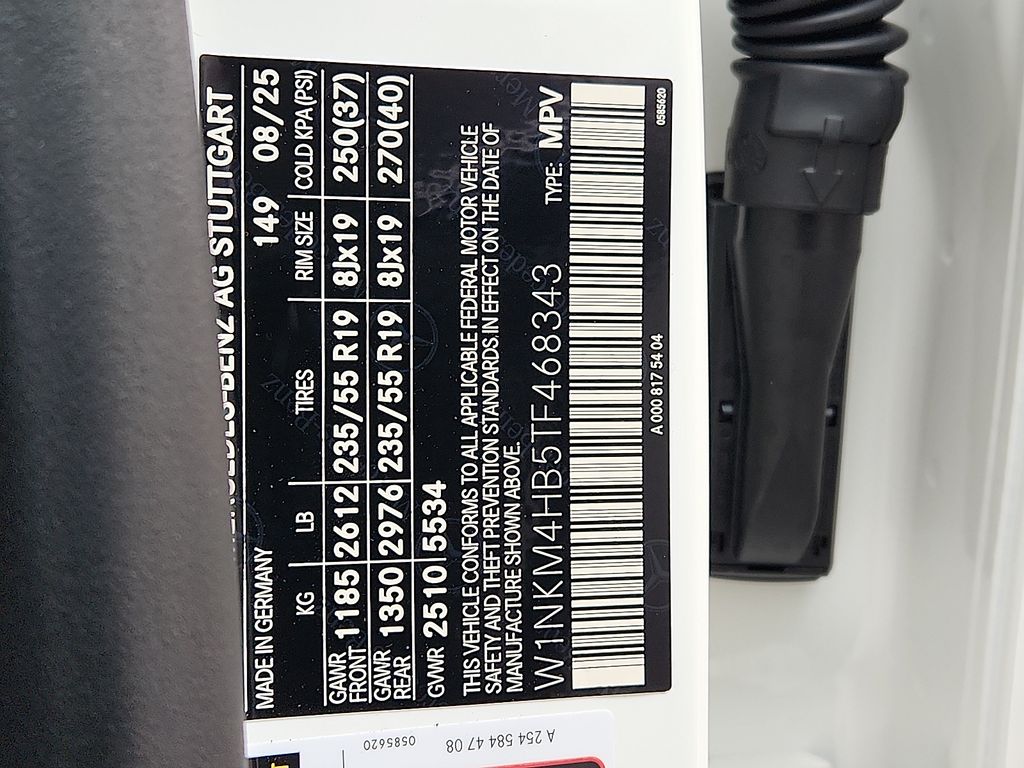 MERCEDES-BENZ AG STUTTGART
MADE IN GERMANY 149 08/25
KG LB TIRES RIM SIZE COLD KPA(PSI)
GAWR FRONT 1185 2612 235/55 R19 8Jx19 250(37)
GAWR REAR 1350 2976 235/55 R19 8Jx19 270(40)
GVWR 2510 5534
THIS VEHICLE CONFORMS TO ALL APPLICABLE FEDERAL MOTOR VEHICLE
SAFETY AND THEFT PREVENTION STANDARDS IN EFFECT ON THE DATE OF
MANUFACTURE SHOWN ABOVE.
W1NKM4HB5TF468343 TYPE: MPV
A 000 817 54 04 0585620
A 254 584 47 08
0585620